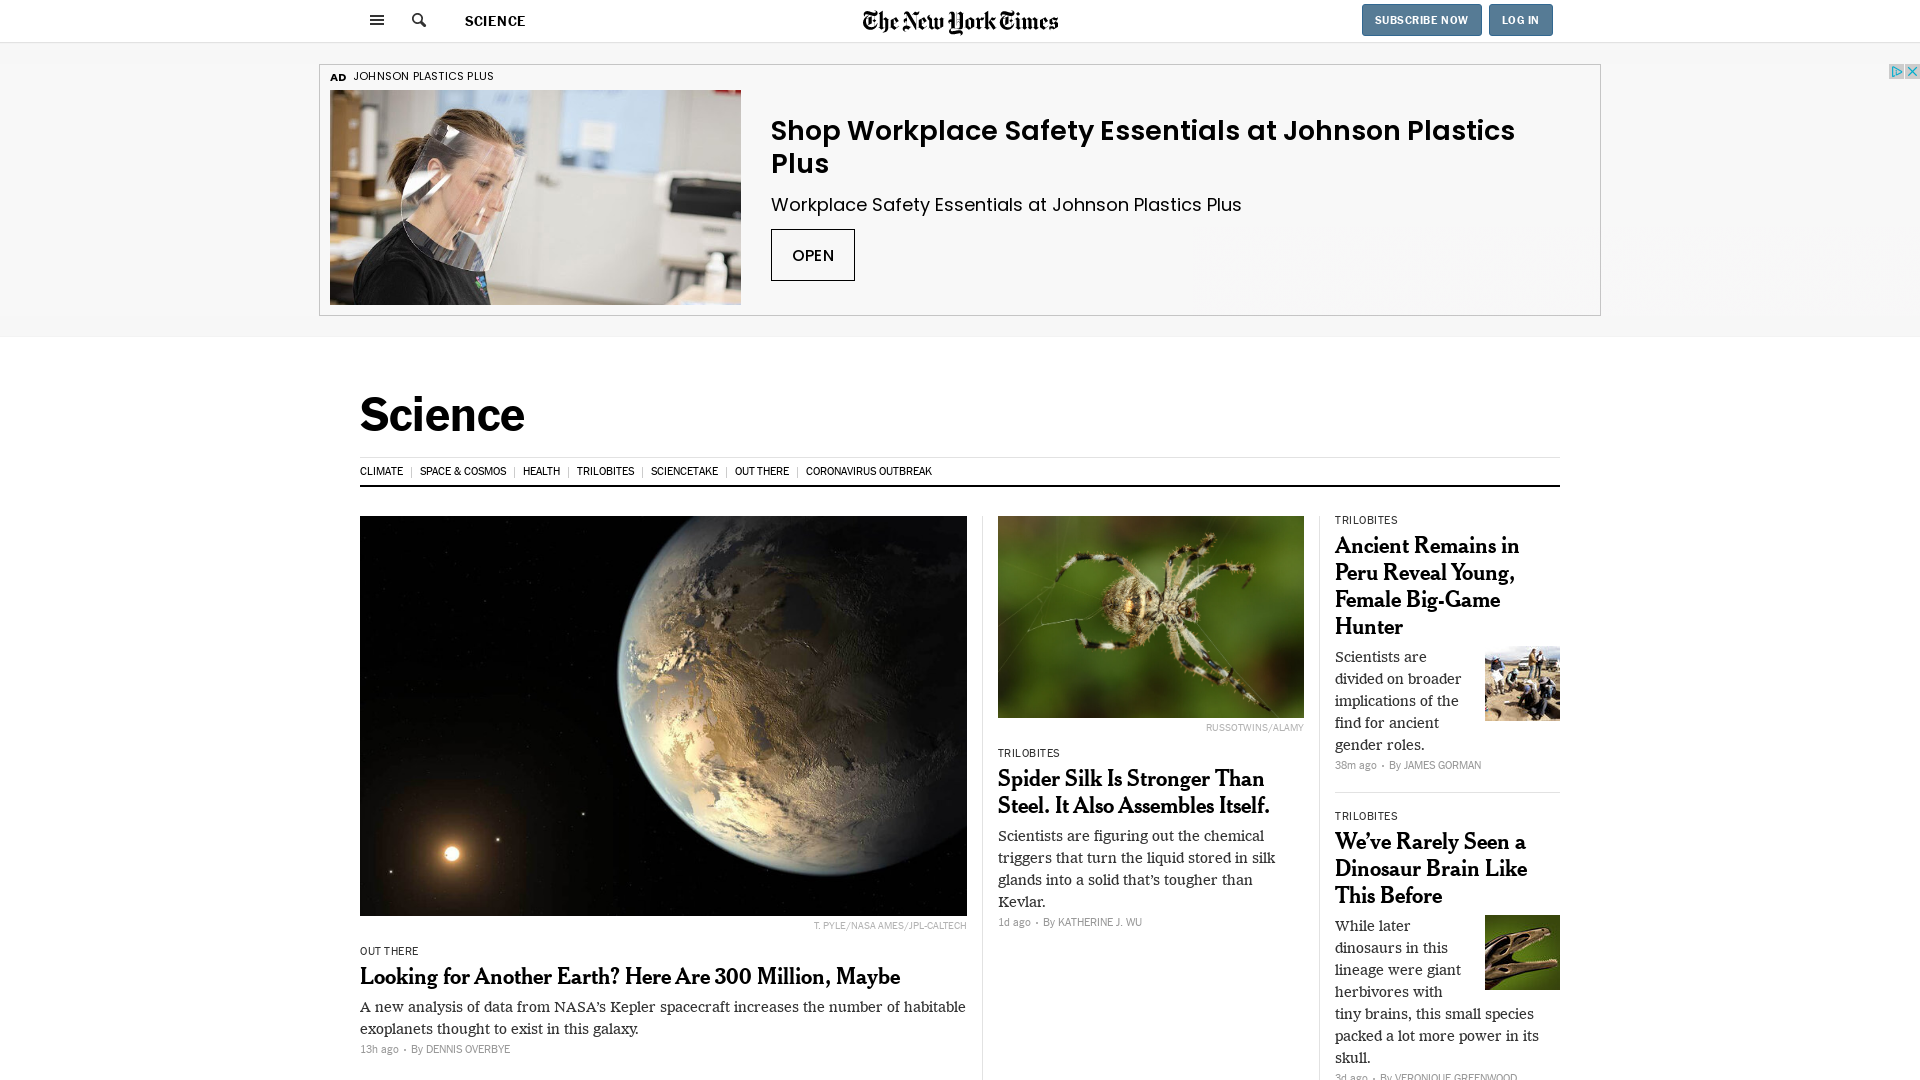 SCIENCE
The New York Times
SUBSCRIBE NOW
LOG IN
AD JOHNSON PLASTICS PLUS
Shop Workplace Safety Essentials at Johnson Plastics
Plus
Workplace Safety Essentials at Johnson Plastics Plus
OPEN
Science
CLIMATE
SPACE & COSMOS
HEALTH
TRILOBITES
SCIENCETAKE
OUT THERE
CORONAVIRUS OUTBREAK
T. PYLE/NASA AMES/JPL-CALTECH
OUT THERE
Looking for Another Earth? Here Are 300 Million, Maybe
A new analysis of data from NASA’s Kepler spacecraft increases the number of habitable
exoplanets thought to exist in this galaxy.
13h ago • By DENNIS OVERBYE
RUSSOTWINS/ALAMY
TRILOBITES
Spider Silk Is Stronger Than
Steel. It Also Assembles Itself.
Scientists are figuring out the chemical
triggers that turn the liquid stored in silk
glands into a solid that’s tougher than
Kevlar.
1d ago • By KATHERINE J. WU
TRILOBITES
Ancient Remains in
Peru Reveal Young,
Female Big-Game
Hunter
Scientists are
divided on broader
implications of the
find for ancient
gender roles.
38m ago • By JAMES GORMAN
TRILOBITES
We’ve Rarely Seen a
Dinosaur Brain Like
This Before
While later
dinosaurs in this
lineage were giant
herbivores with
tiny brains, this small species
packed a lot more power in its
skull.
3d ago • By VERONIQUE GREENWOOD